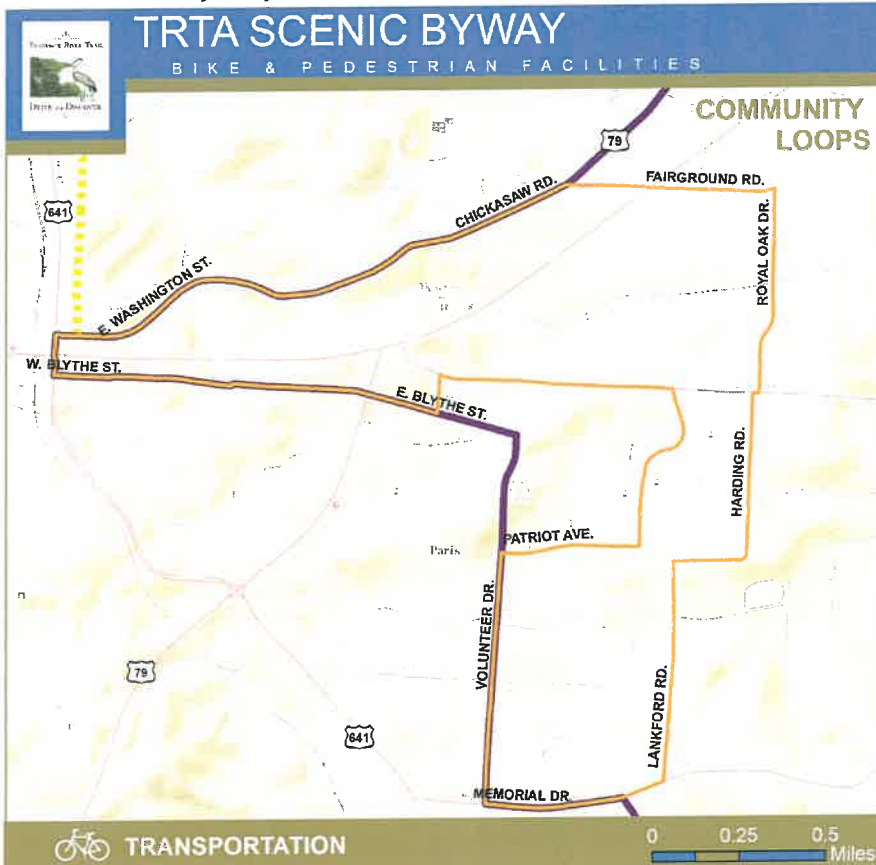 TRTA SCENIC BYWAY
BIKE & PEDESTRIAN FACILITIES
COMMUNITY
LOOPS
79
FAIRGROUND RD.
CHICKASAW RD.
641
ROYAL OAK DR.
E. WASHINGTON ST.
W. BLYTHE ST.
E. BLYTHE ST.
HARDING RD.
PATRIOT AVE.
Paris
VOLUNTEER DR.
79
LANKFORD RD.
641
MEMORIAL DR.
TRANSPORTATION
0 0.25 0.5
Miles